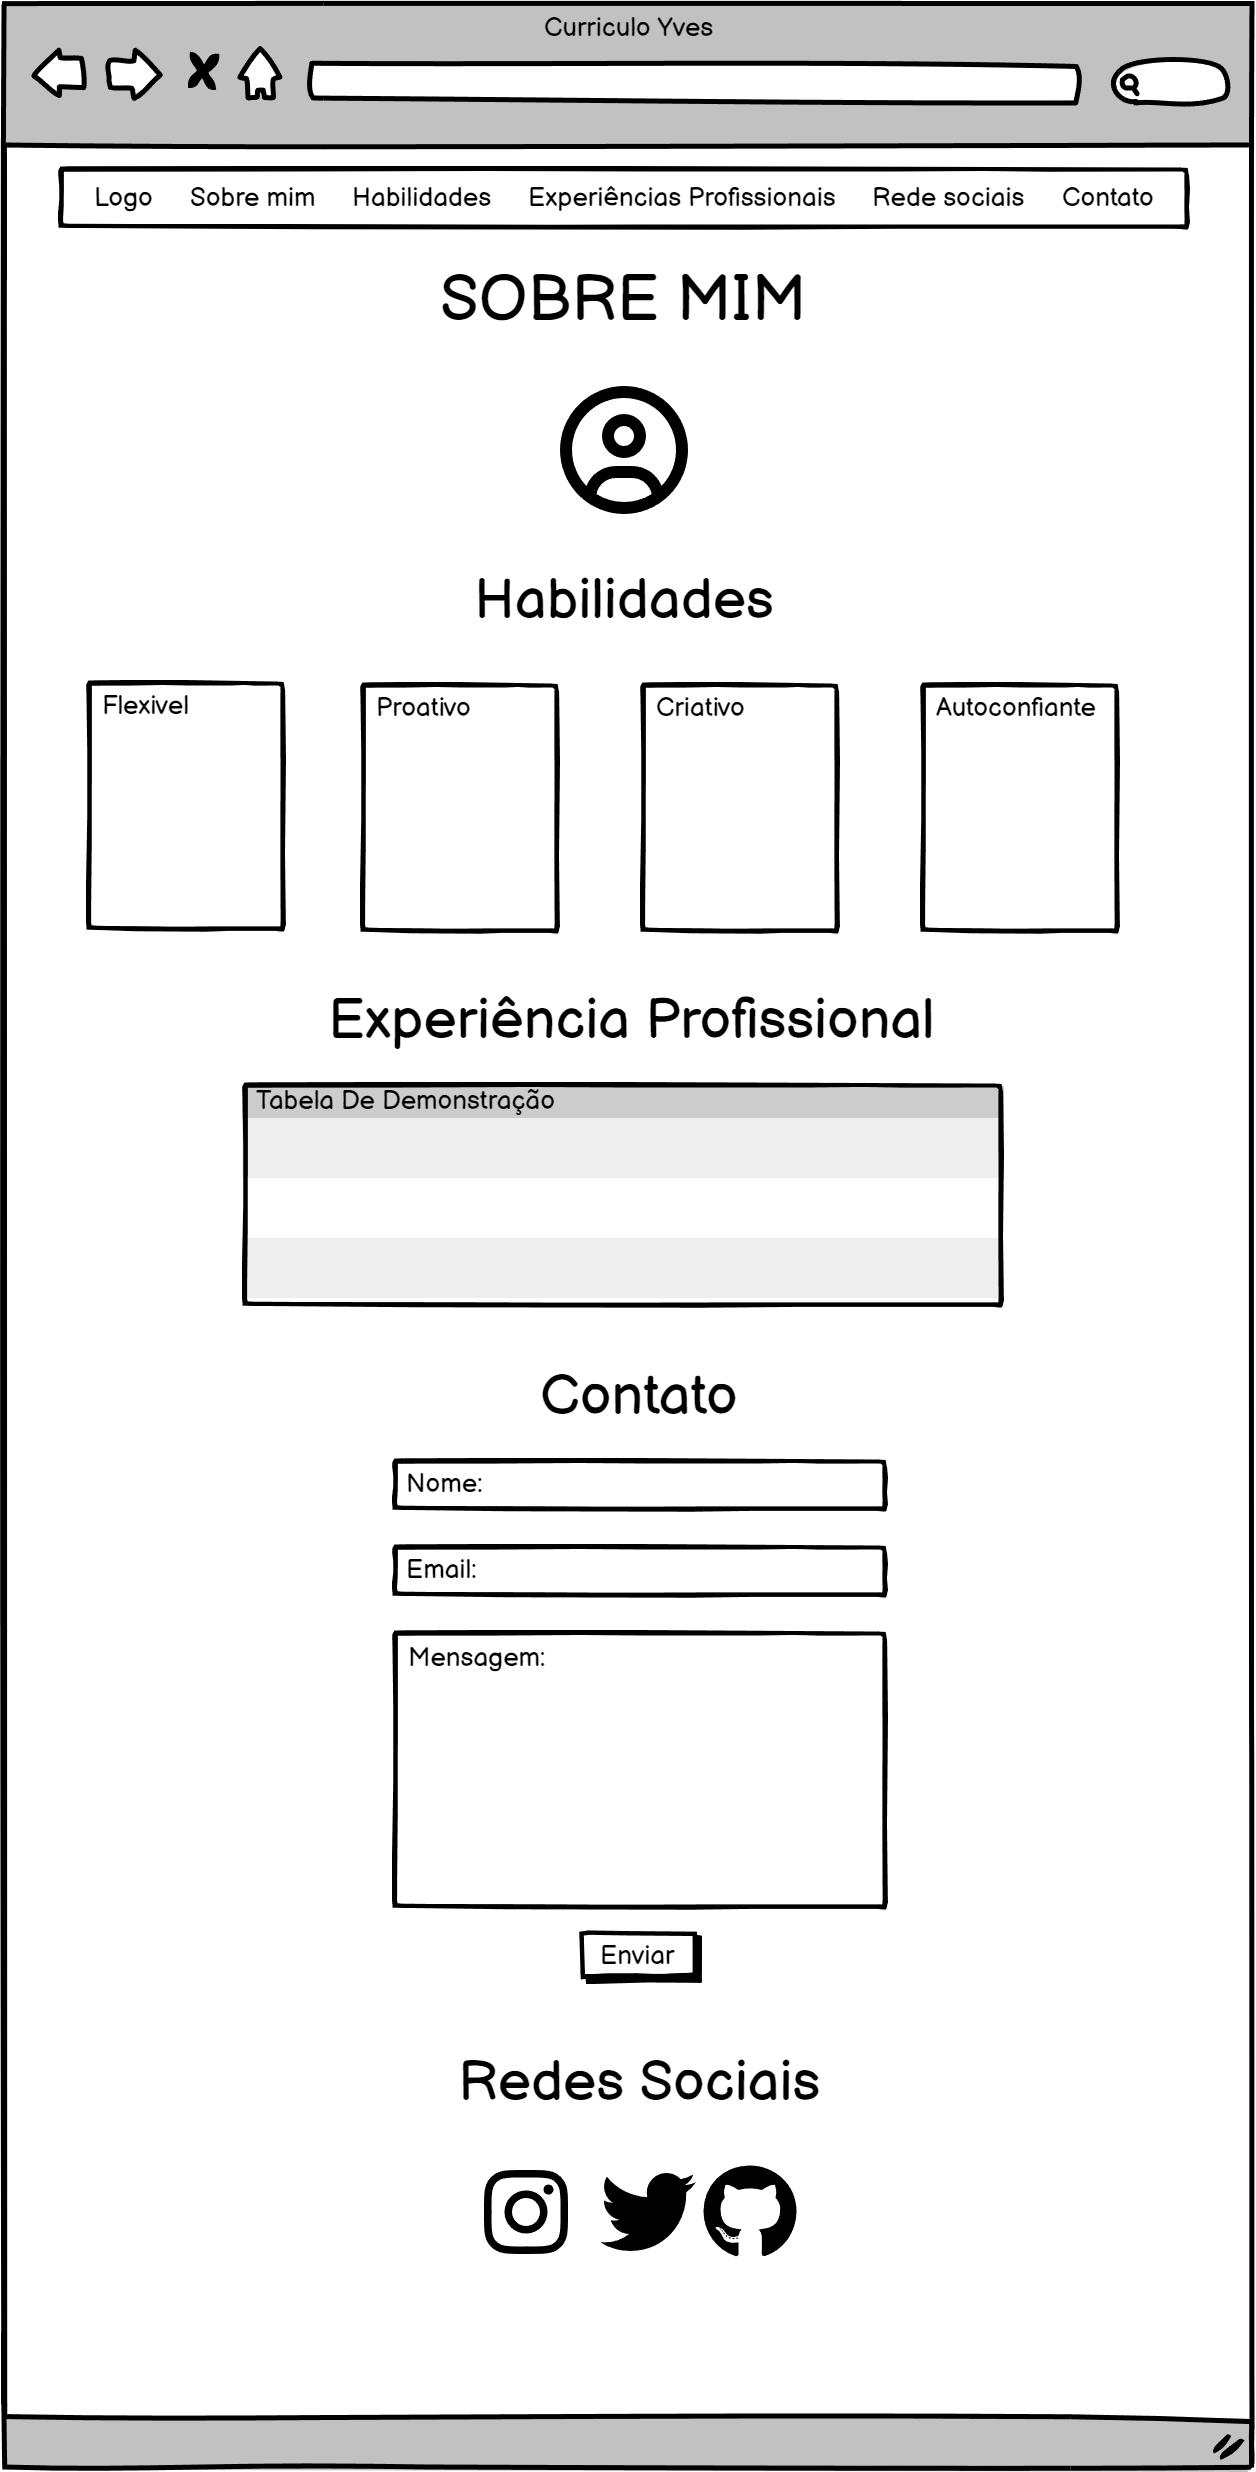 Curriculo Yves
Logo Sobre mim Habilidades Experiências Profissionais Rede sociais Contato
SOBRE MIM
Habilidades
Flexivel Proativo Criativo Autoconfiante
Experiência Profissional
Tabela De Demonstração
Contato
Nome:
Email:
Mensagem:
Enviar
Redes Sociais